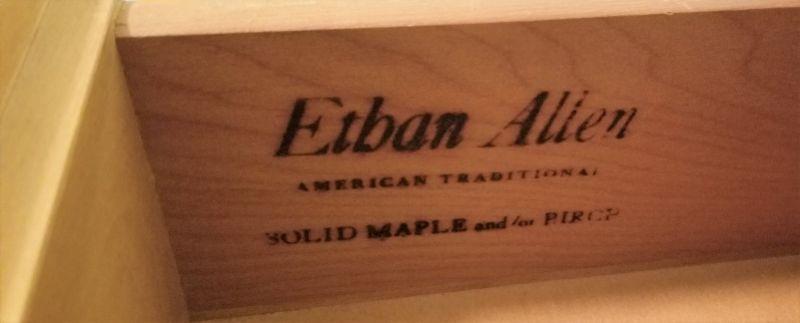 Ethan Allen
AMERICAN TRADITIONAL
SOLID MAPLE and/or BIRCH